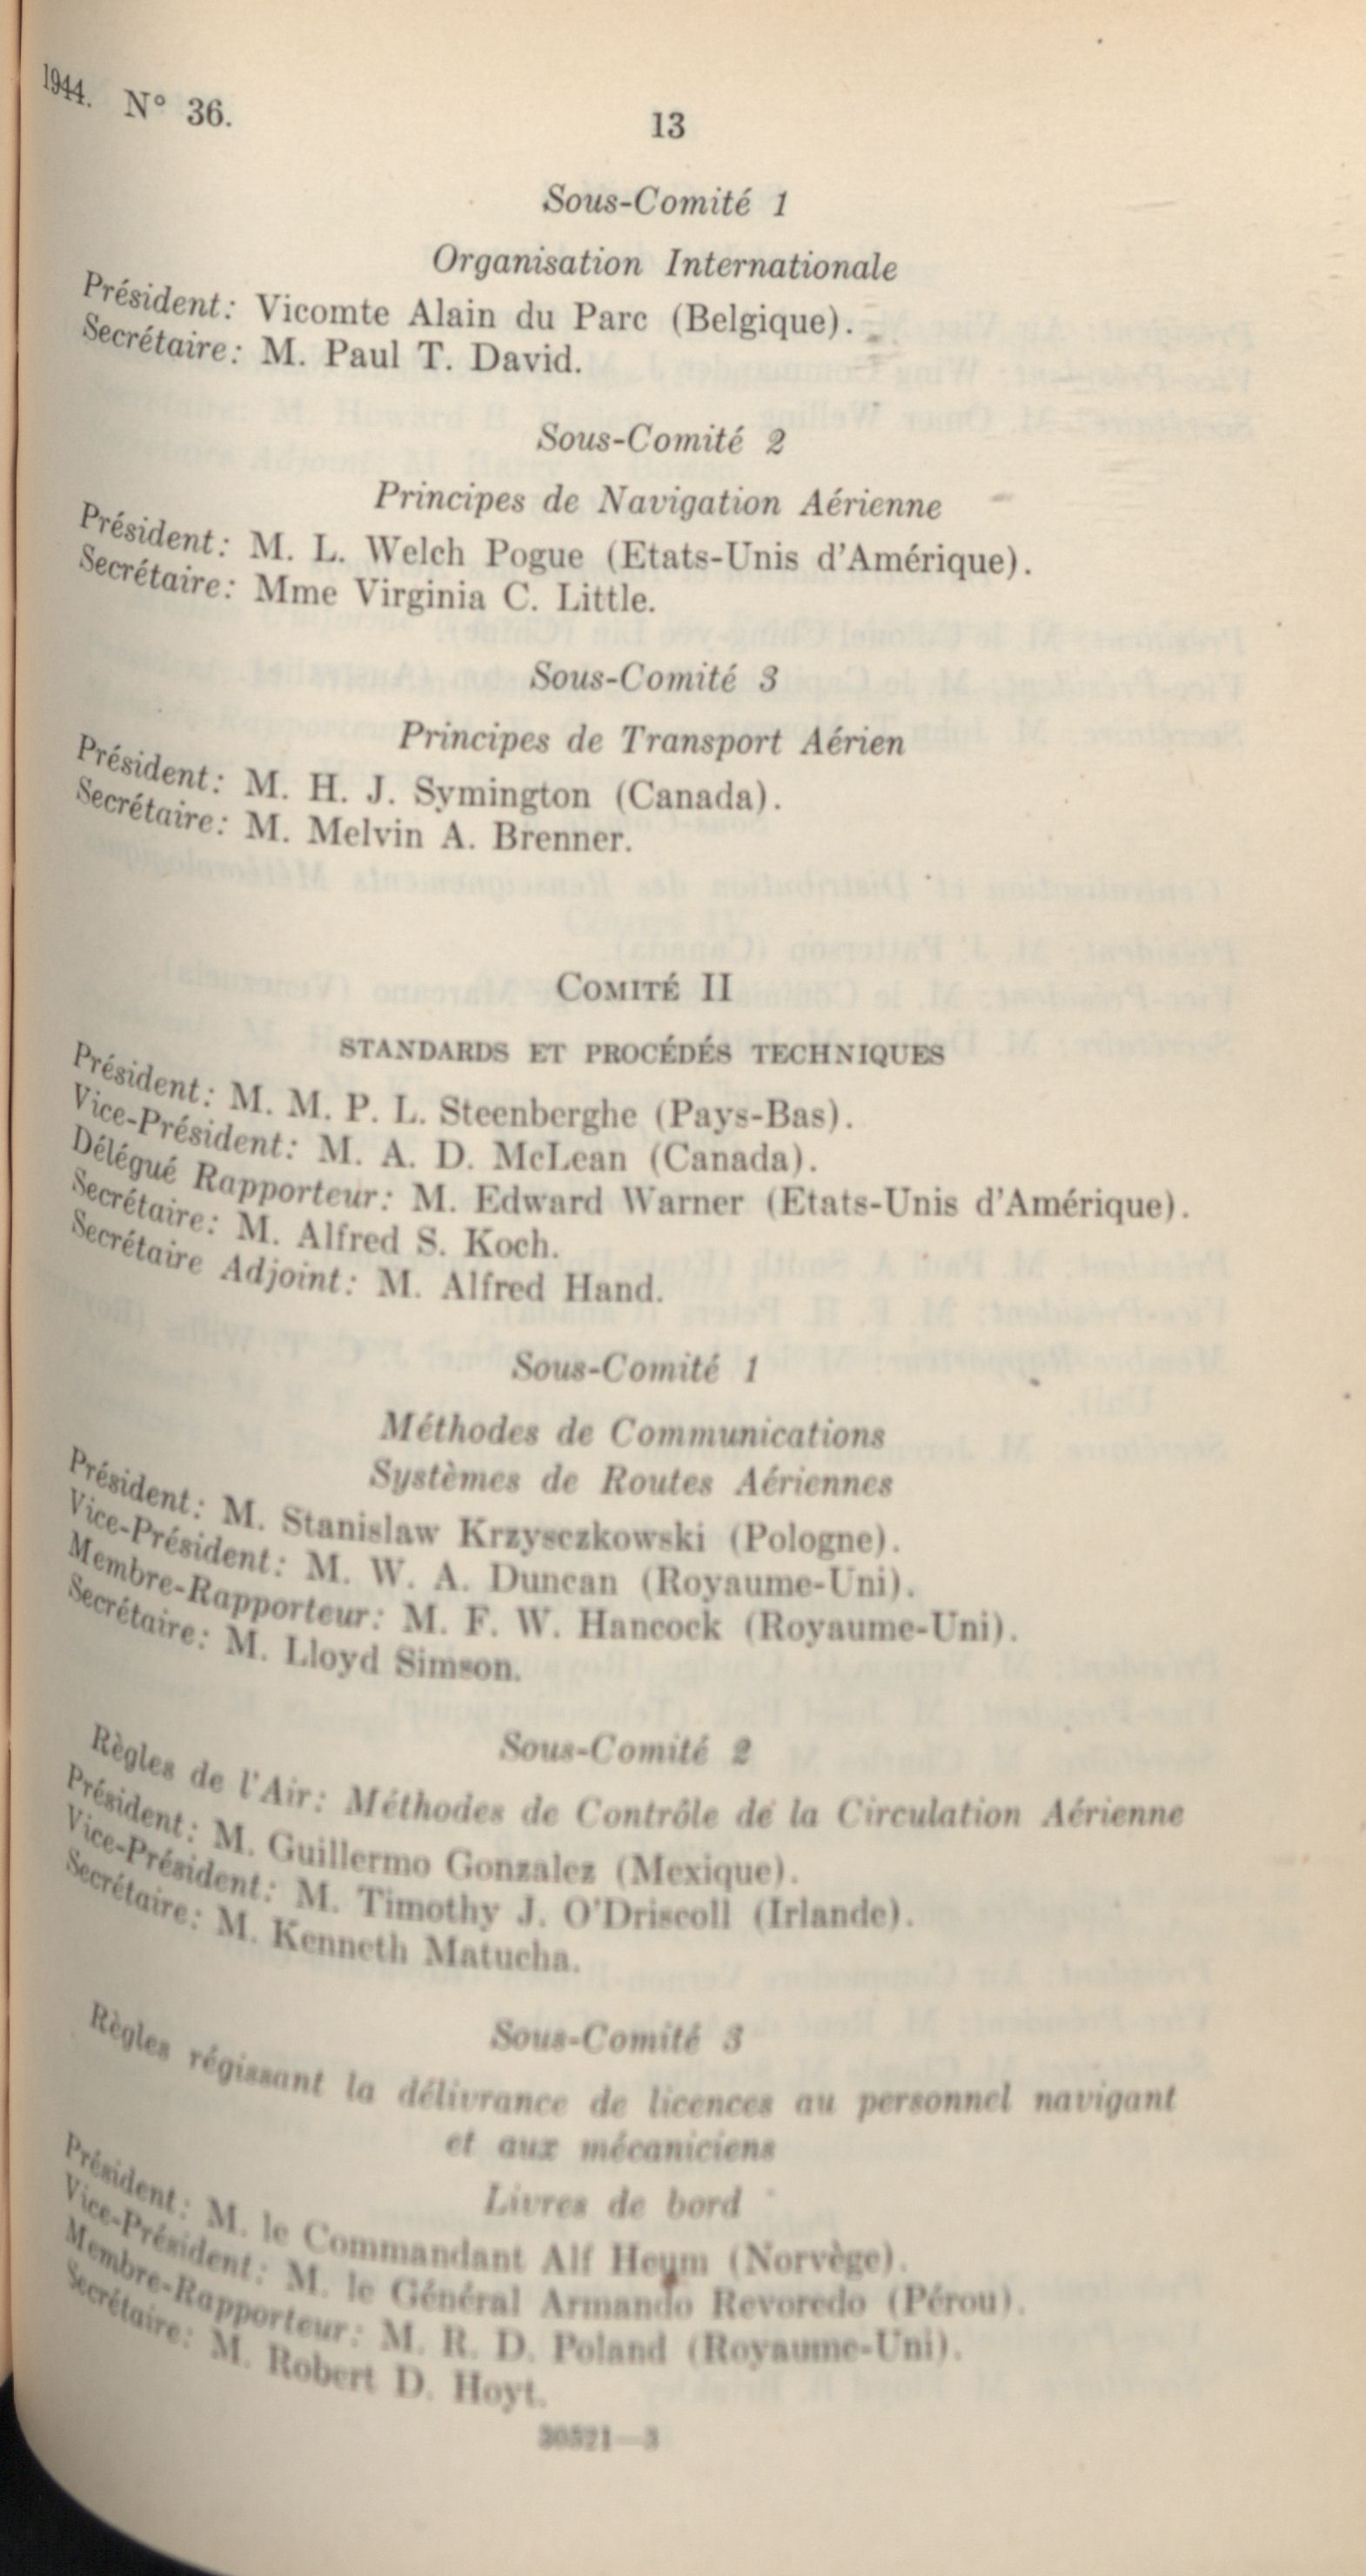 1944. N° 36.
13
Sous-Comité 1
Organisation Internationale
Président: Vicomte Alain du Parc (Belgique).
Secrétaire: M. Paul T. David.
Sous-Comité 2
Principes de Navigation Aérienne
Président: M. L. Welch Pogue (Etats-Unis d'Amérique).
Secrétaire: Mme Virginia C. Little.
Sous-Comité 3
Principes de Transport Aérien
Président: M. H. J. Symington (Canada).
Secrétaire: M. Melvin A. Brenner.
COMITÉ II
STANDARDS ET PROCÉDÉS TECHNIQUES
Président: M. M. P. L. Steenberghe (Pays-Bas).
Vice-Président: M. A. D. McLean (Canada).
Délégué Rapporteur: M. Edward Warner (Etats-Unis d'Amérique).
Secrétaire: M. Alfred S. Koch.
Secrétaire Adjoint: M. Alfred Hand.
Sous-Comité 1
Méthodes de Communications
Systèmes de Routes Aériennes
Président: M. Stanislaw Krzysczkowski (Pologne).
Vice-Président: M. W. A. Duncan (Royaume-Uni).
Membre-Rapporteur: M. F. W. Hancock (Royaume-Uni).
Secrétaire: M. Lloyd Simson.
Sous-Comité 2
Règles de l'Air: Méthodes de Contrôle de la Circulation Aérienne
Président: M. Guillermo Gonzalez (Mexique).
Vice-Président: M. Timothy J. O'Driscoll (Irlande).
Secrétaire: M. Kenneth Matucha.
Sous-Comité 3
Règles régissant la délivrance de licences au personnel navigant
et aux mécaniciens
Livres de bord
Président: M. le Commandant Alf Heum (Norvège).
Vice-Président: M. le Général Armando Revoredo (Pérou).
Membre-Rapporteur: M. R. D. Poland (Royaume-Uni).
Secrétaire: M. Robert D. Hoyt.
30521—3